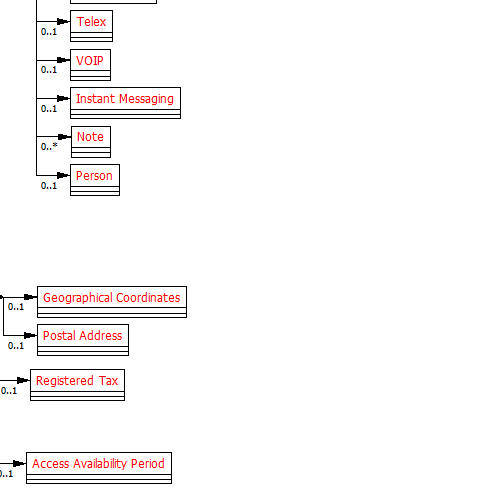 Telex
0..1
VOIP
0..1
Instant Messaging
0..1
Note
0..*
Person
0..1
Geographical Coordinates
0..1
Postal Address
0..1
Registered Tax
0..1
Access Availability Period
0..1